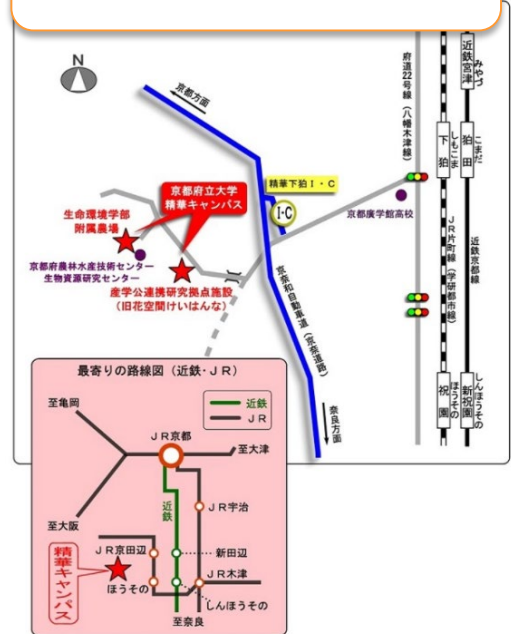 N
京都方面
府道22号線(八幡木津線)
近鉄宮津
みやづ
下狛
しもこま
狛田
こまだ
精華下狛I・C
I・C
京都府立大学
精華キャンパス
生命環境学部
附属農場
京都廣学館高校
京都府農林水産技術センター
生物資源研究センター
産学公連携研究拠点施設
(旧花空間けいはんな)
京奈和自動車道(京奈道路)
JR片町線(学研都市線)
近鉄京都線
奈良方面
祝園
ほうその
新祝園
しんほうその
最寄りの路線図(近鉄・JR)
至亀岡
近鉄
JR
JR京都
至大津
近鉄
JR宇治
至大阪
JR京田辺
新田辺
精華キャンパス
JR木津
ほうその
しんほうその
至奈良